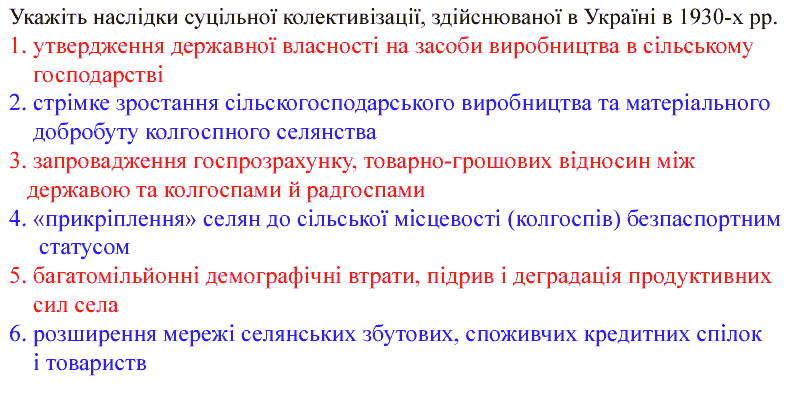 Укажіть наслідки суцільної колективізації, здійснюваної в Україні в 1930-х рр.
1. утвердження державної власності на засоби виробництва в сільському
господарстві
2. стрімке зростання сільскогосподарського виробництва та матеріального
добробуту колгоспного селянства
3. запровадження госпрозрахунку, товарно-грошових відносин між
державою та колгоспами й радгоспами
4. «прикріплення» селян до сільської місцевості (колгоспів) безпаспортним
статусом
5. багатомільйонні демографічні втрати, підрив і деградація продуктивних
сил села
6. розширення мережі селянських збутових, споживчих кредитних спілок
і товариств